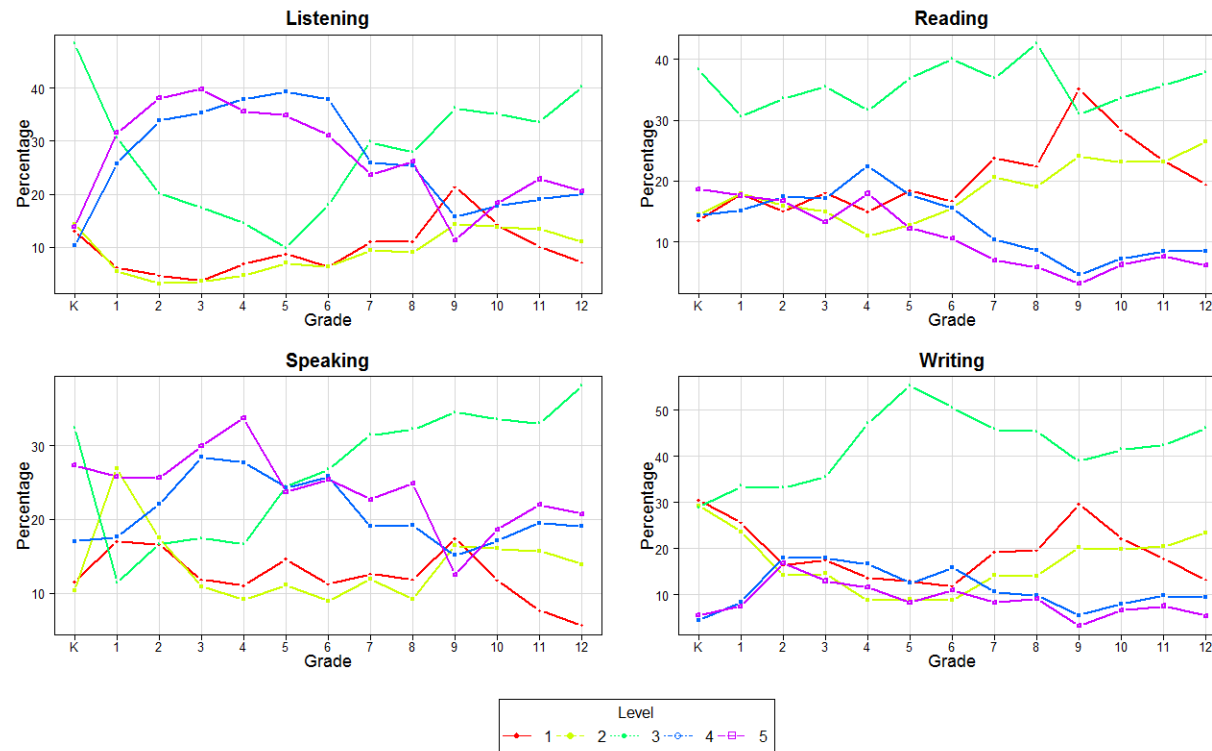 Listening
Percentage
40
30
20
10
K 1 2 3 4 5 6 7 8 9 10 11 12
Grade
Reading
Percentage
40
30
20
10
K 1 2 3 4 5 6 7 8 9 10 11 12
Grade
Speaking
Percentage
30
20
10
K 1 2 3 4 5 6 7 8 9 10 11 12
Grade
Writing
Percentage
50
40
30
20
10
K 1 2 3 4 5 6 7 8 9 10 11 12
Grade
Level
1 2 3 4 5